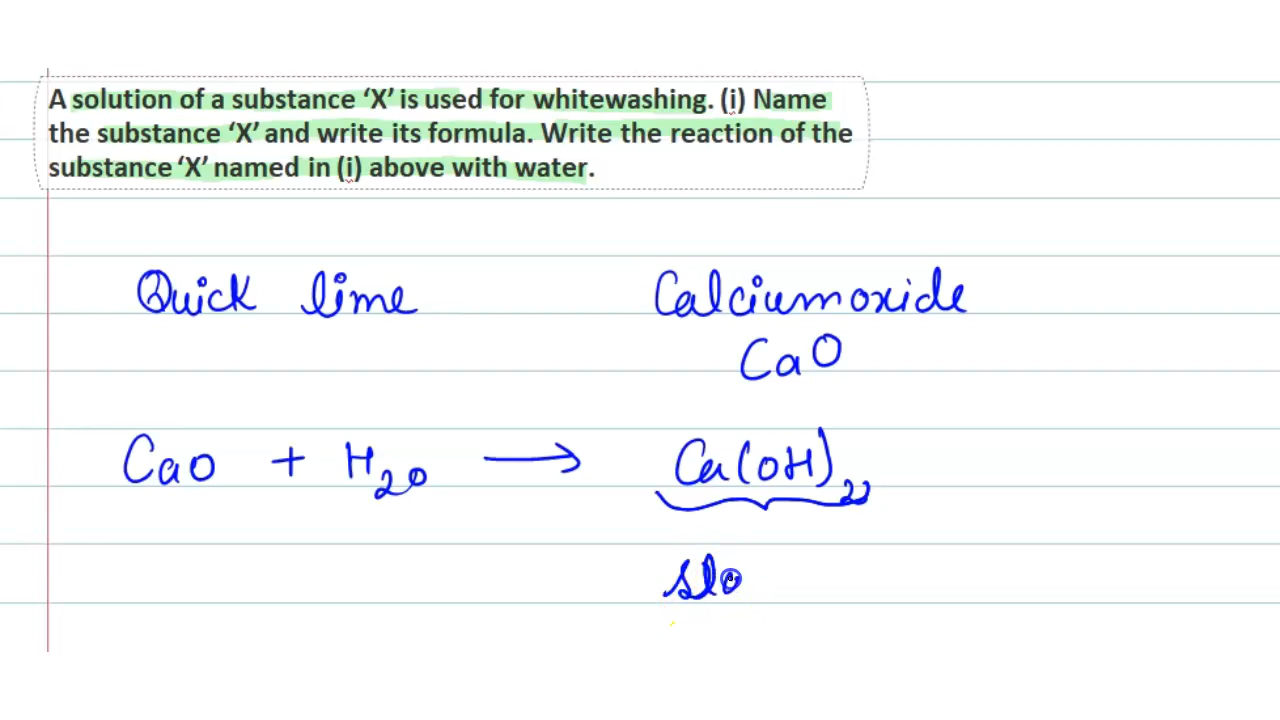 A solution of a substance ‘X’ is used for whitewashing. (i) Name
the substance ‘X’ and write its formula. Write the reaction of the
substance ‘X’ named in (i) above with water.
Quick lime Calciumoxide
CaO
CaO + H2O → Ca(OH)2
sla